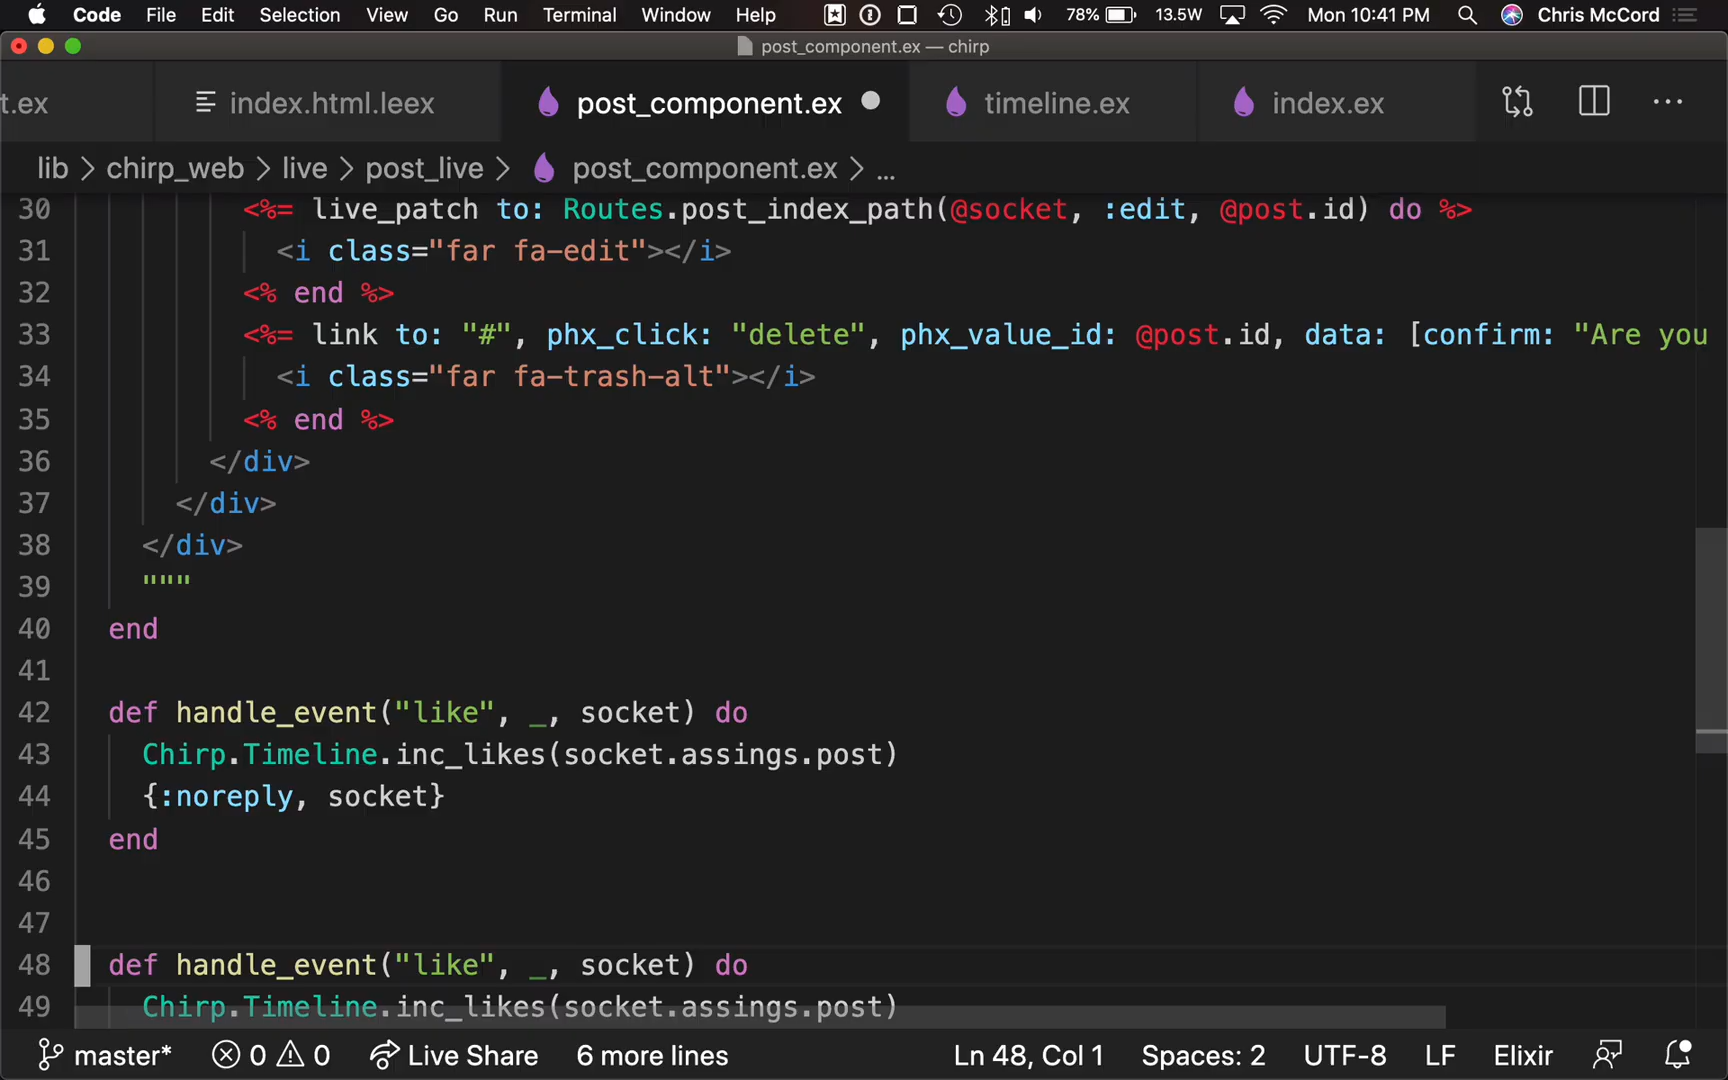 Code File Edit Selection View Go Run Terminal Window Help 78% 13.5W Mon 10:41 PM Chris McCord
post_component.ex — chirp
t.ex index.html.leex post_component.ex timeline.ex index.ex ...
lib > chirp_web > live > post_live > post_component.ex > ...
30 <%= live_patch to: Routes.post_index_path(@socket, :edit, @post.id) do %>
31 <i class="far fa-edit"></i>
32 <% end %>
33 <%= link to: "#", phx_click: "delete", phx_value_id: @post.id, data: [confirm: "Are you
34 <i class="far fa-trash-alt"></i>
35 <% end %>
36 </div>
37 </div>
38 </div>
39 """
40 end
41
42 def handle_event("like", _, socket) do
43 Chirp.Timeline.inc_likes(socket.assings.post)
44 {:noreply, socket}
45 end
46
47
48 def handle_event("like", _, socket) do
49 Chirp.Timeline.inc_likes(socket.assings.post)
master* 0 0 Live Share 6 more lines Ln 48, Col 1 Spaces: 2 UTF-8 LF Elixir